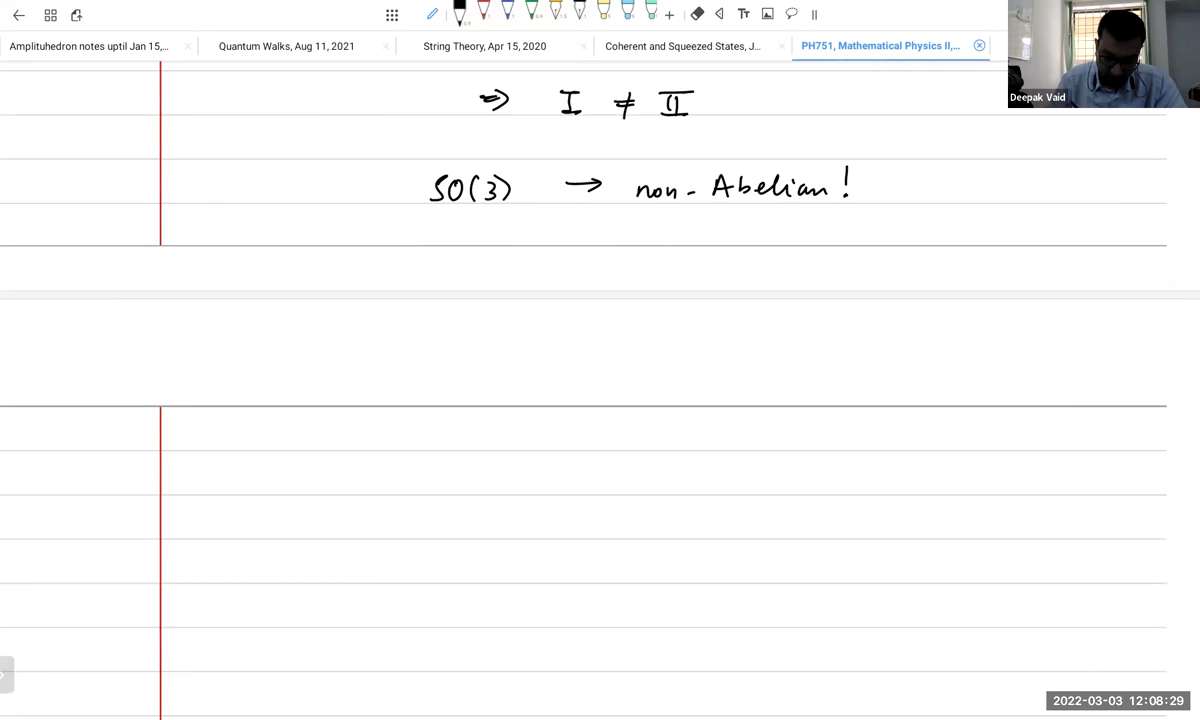 Amplituhedron notes uptil Jan 15,...
Quantum Walks, Aug 11, 2021
String Theory, Apr 15, 2020
Coherent and Squeezed States, J...
PH751, Mathematical Physics II,...
Deepak Vaid
⇒ I ≠ II
SO(3) → non-Abelian!
2022-03-03 12:08:29